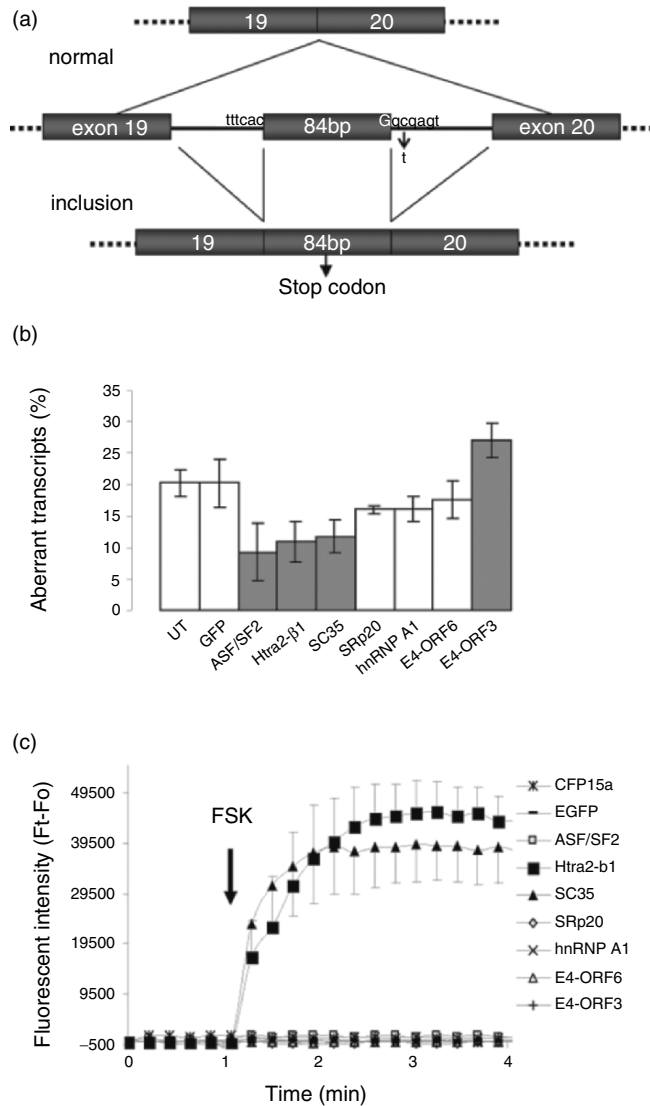 (a)
19 20
normal
tttcac Ggcgagt
exon 19 84bp exon 20
t
inclusion
19 84bp 20
Stop codon
(b)
Aberrant transcripts (%)
35
30
25
20
15
10
5
0
UT
GFP
ASF/SF2
Htra2-β1
SC35
SRp20
hnRNP A1
E4-ORF6
E4-ORF3
(c)
Fluorescent intensity (Ft-Fo)
49500
39500
29500
19500
9500
–500
FSK
0 1 2 3 4
Time (min)
CFP15a
EGFP
ASF/SF2
Htra2-b1
SC35
SRp20
hnRNP A1
E4-ORF6
E4-ORF3